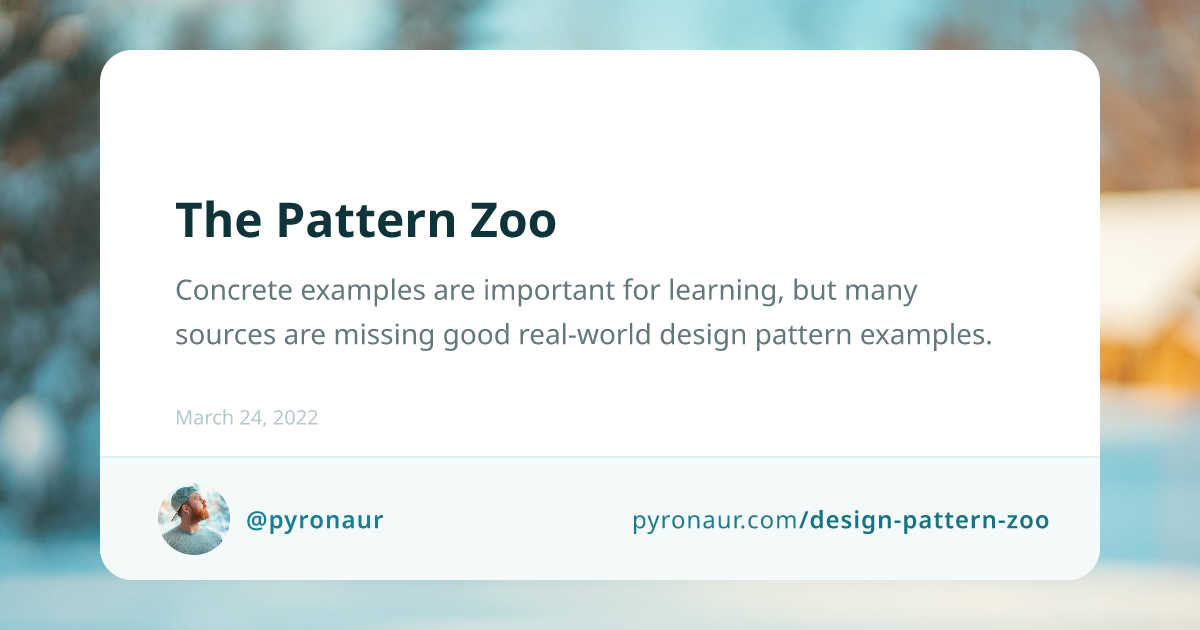 The Pattern Zoo
Concrete examples are important for learning, but many
sources are missing good real-world design pattern examples.
March 24, 2022
@pyronaur
pyronaur.com/design-pattern-zoo